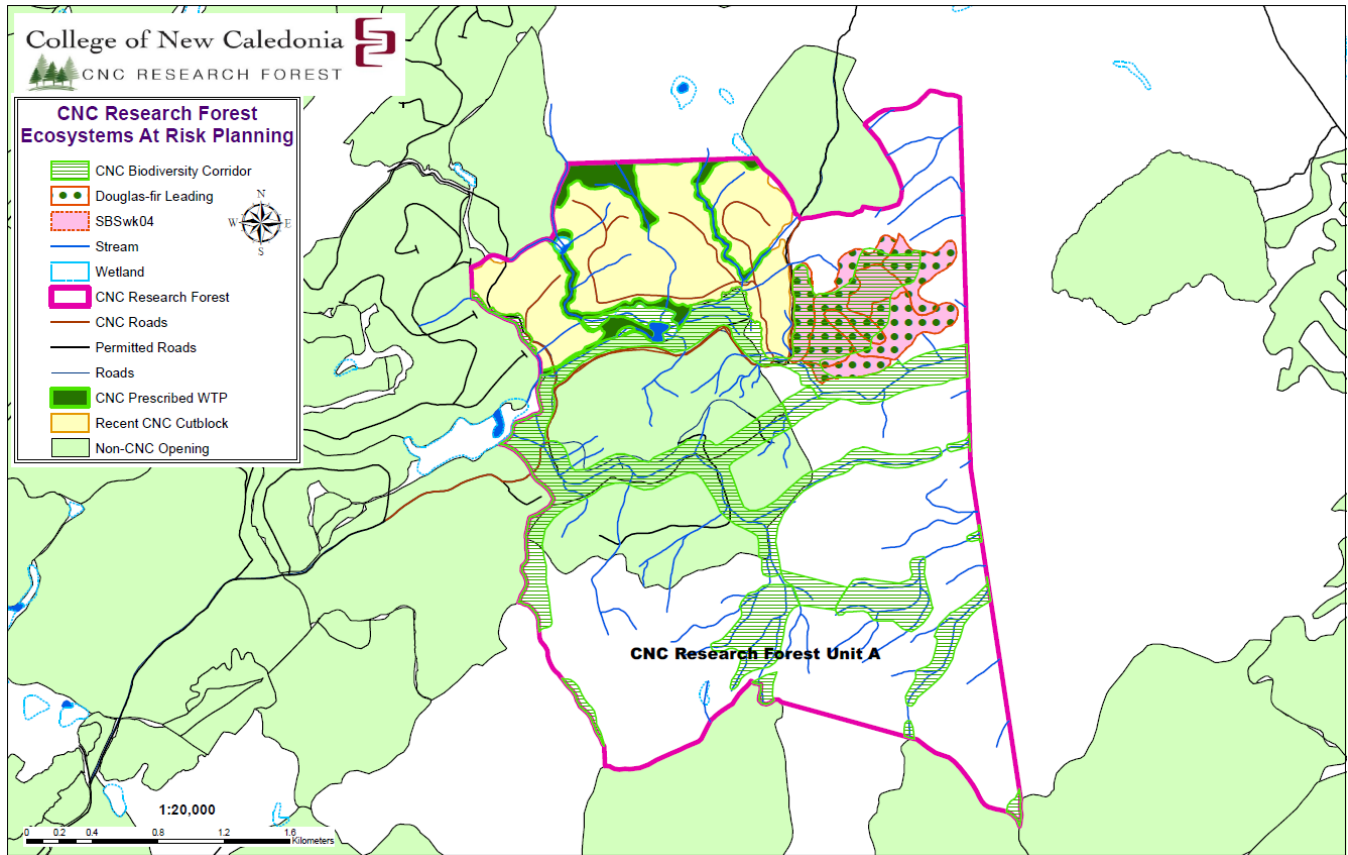 College of New Caledonia
CNC RESEARCH FOREST
CNC Research Forest
Ecosystems At Risk Planning
CNC Biodiversity Corridor
Douglas-fir Leading
SBSwk04
Stream
Wetland
CNC Research Forest
CNC Roads
Permitted Roads
Roads
CNC Prescribed WTP
Recent CNC Cutblock
Non-CNC Opening
N
W
E
S
CNC Research Forest Unit A
1:20,000
0 0.2 0.4 0.8 1.2 1.6
Kilometers